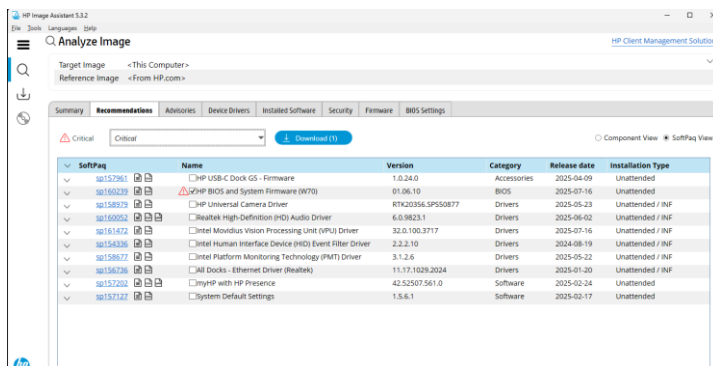 HP Image Assistant 5.3.2
File Tools Languages Help
Analyze Image
HP Client Management Solution
Target Image <This Computer>
Reference Image <From HP.com>
Summary Recommendations Advisories Device Drivers Installed Software Security Firmware BIOS Settings
Critical Critical Download (1) Component View SoftPaq View
SoftPaq Name Version Category Release date Installation Type
sp157961 HP USB-C Dock G5 - Firmware 1.0.24.0 Accessories 2025-04-09 Unattended
sp160239 HP BIOS and System Firmware (W70) 01.06.10 BIOS 2025-07-16 Unattended
sp158979 HP Universal Camera Driver RTK20356.SPS50877 Drivers 2025-05-23 Unattended / INF
sp160052 Realtek High-Definition (HD) Audio Driver 6.0.9823.1 Drivers 2025-06-02 Unattended / INF
sp161472 Intel Movidius Vision Processing Unit (VPU) Driver 32.0.100.3717 Drivers 2025-07-16 Unattended / INF
sp154336 Intel Human Interface Device (HID) Event Filter Driver 2.2.2.10 Drivers 2024-08-19 Unattended / INF
sp158677 Intel Platform Monitoring Technology (PMT) Driver 3.1.2.6 Drivers 2025-05-22 Unattended / INF
sp156736 All Docks - Ethernet Driver (Realtek) 11.17.1029.2024 Drivers 2025-01-20 Unattended / INF
sp157202 myHP with HP Presence 42.52507.561.0 Software 2025-02-24 Unattended
sp157127 System Default Settings 1.5.6.1 Software 2025-02-17 Unattended
hp